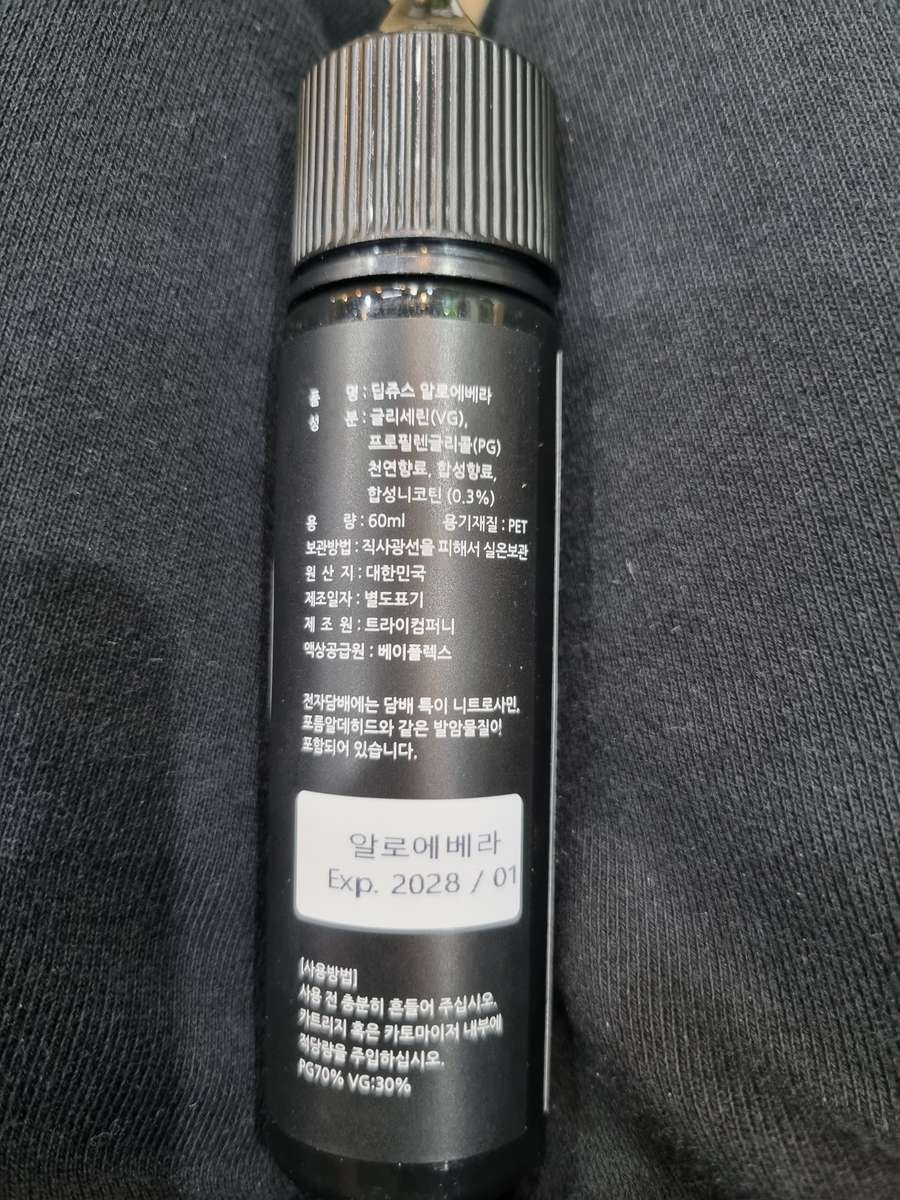 품 명 : 딥쥬스 알로에베라
성 분 : 글리세린(VG),
프로필렌글리콜(PG)
천연향료, 합성향료,
합성니코틴 (0.3%)
용 량 : 60ml 용기재질 : PET
보관방법 : 직사광선을 피해서 실온보관
원 산 지 : 대한민국
제조일자 : 별도표기
제 조 원 : 트라이컴퍼니
액상공급원 : 베이플렉스
전자담배에는 담배 특이 니트로사민,
포름알데히드와 같은 발암물질이
포함되어 있습니다.
알로에베라
Exp. 2028 / 01
[사용방법]
사용 전 충분히 흔들어 주십시오.
카트리지 혹은 카토마이저 내부에
적당량을 주입하십시오.
PG70% VG:30%